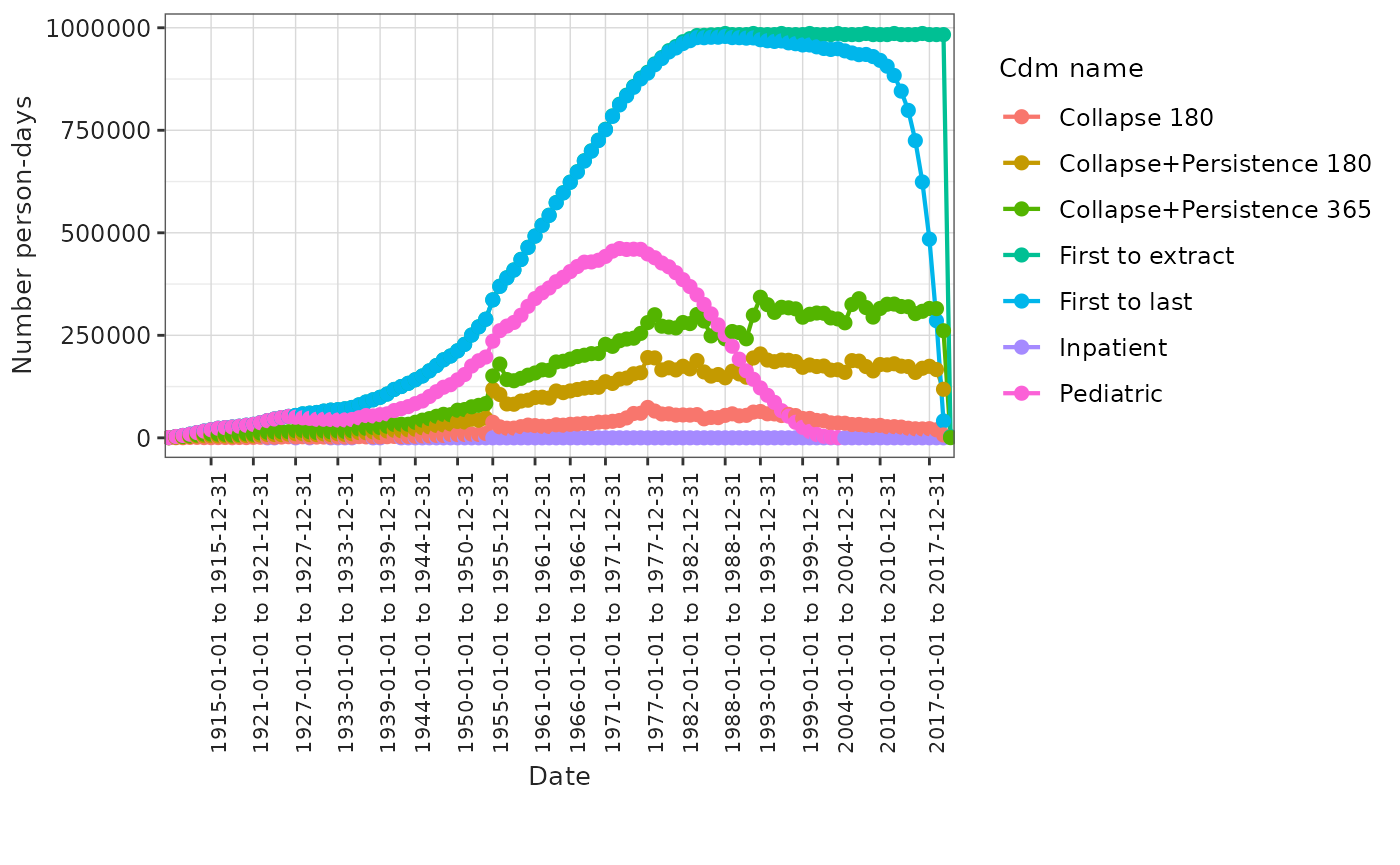 1000000
750000
500000
250000
0
Number person-days
1915-01-01 to 1915-12-31
1921-01-01 to 1921-12-31
1927-01-01 to 1927-12-31
1933-01-01 to 1933-12-31
1939-01-01 to 1939-12-31
1944-01-01 to 1944-12-31
1950-01-01 to 1950-12-31
1955-01-01 to 1955-12-31
1961-01-01 to 1961-12-31
1966-01-01 to 1966-12-31
1971-01-01 to 1971-12-31
1977-01-01 to 1977-12-31
1982-01-01 to 1982-12-31
1988-01-01 to 1988-12-31
1993-01-01 to 1993-12-31
1999-01-01 to 1999-12-31
2004-01-01 to 2004-12-31
2010-01-01 to 2010-12-31
2017-01-01 to 2017-12-31
Date
Cdm name
Collapse 180
Collapse+Persistence 180
Collapse+Persistence 365
First to extract
First to last
Inpatient
Pediatric